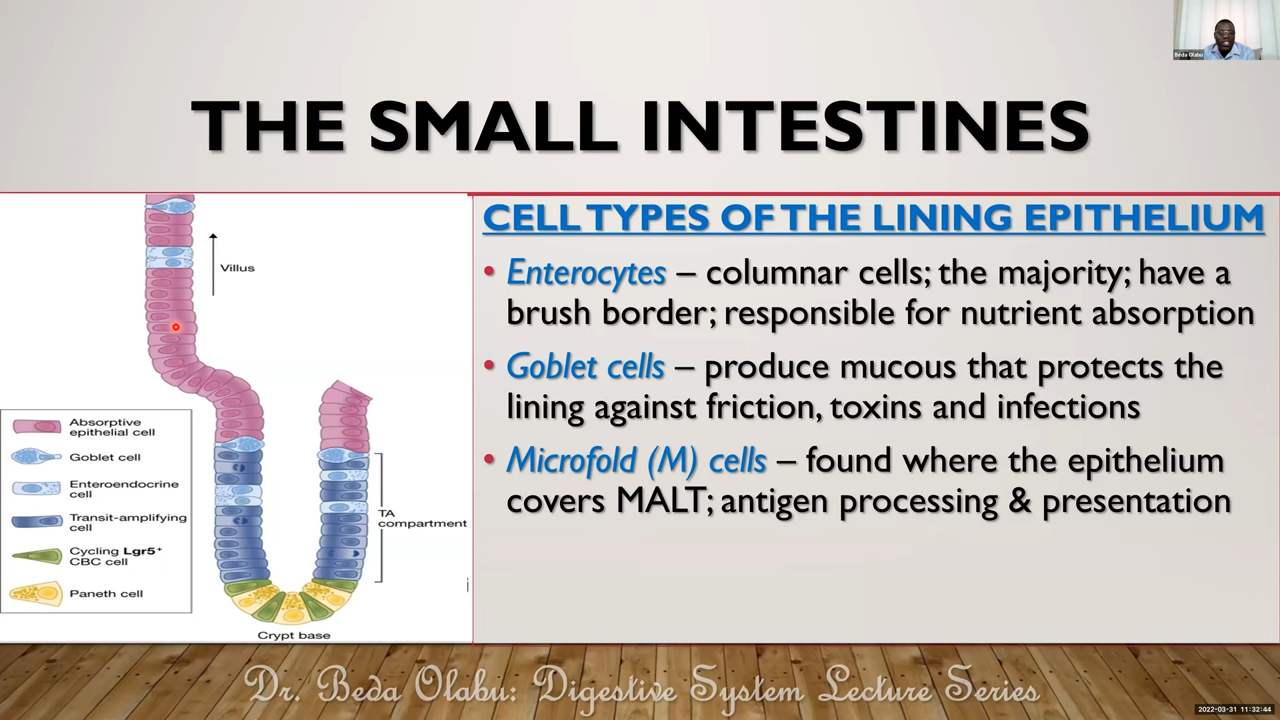 Beda Olabu
THE SMALL INTESTINES
Villus
Absorptive
epithelial cell
Goblet cell
Enteroendocrine
cell
Transit-amplifying
cell
Cycling Lgr5+
CBC cell
Paneth cell
TA
compartment
Crypt base
CELL TYPES OF THE LINING EPITHELIUM
• Enterocytes – columnar cells; the majority; have a
brush border; responsible for nutrient absorption
• Goblet cells – produce mucous that protects the
lining against friction, toxins and infections
• Microfold (M) cells – found where the epithelium
covers MALT; antigen processing & presentation
Dr. Beda Olabu: Digestive System Lecture Series
2022-03-31 11:32:44